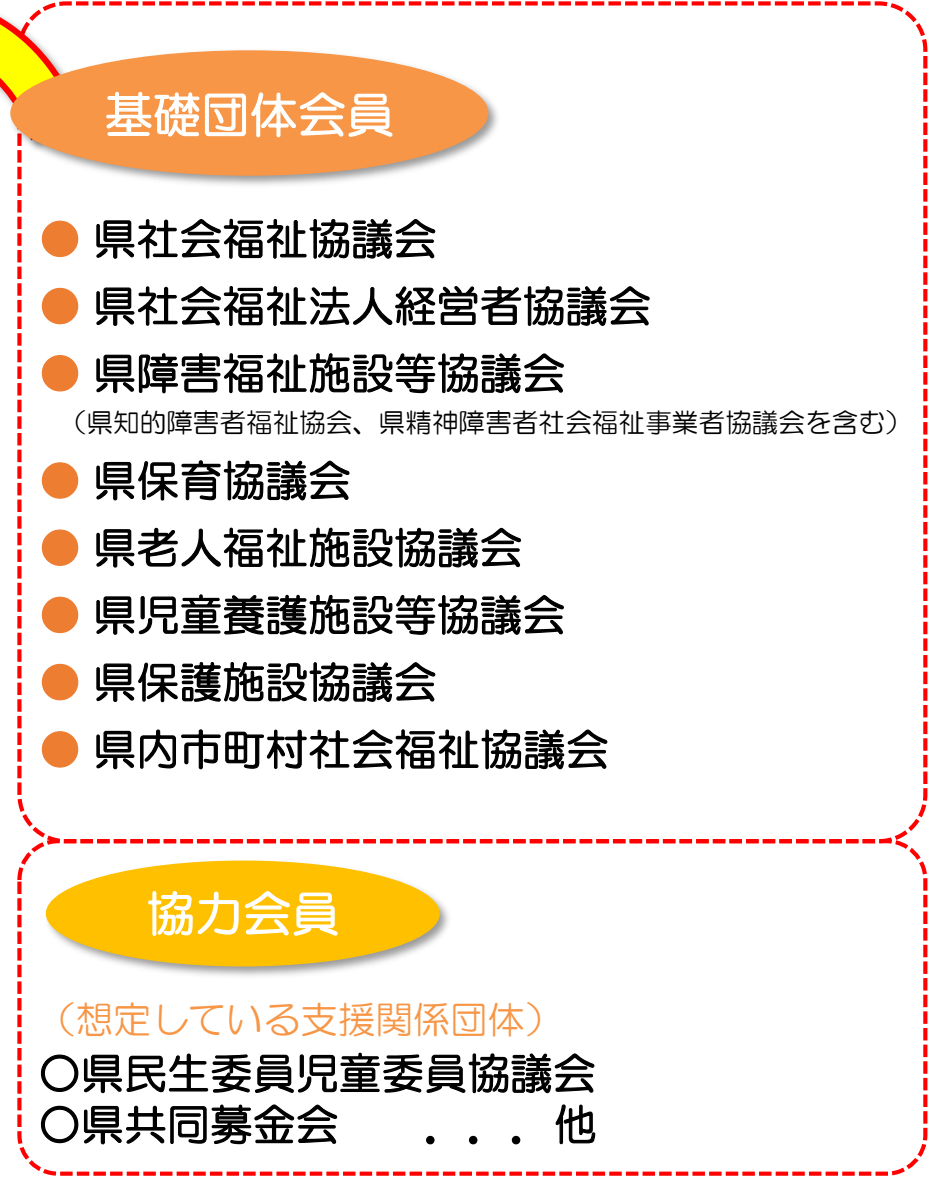 基礎団体会員
● 県社会福祉協議会
● 県社会福祉法人経営者協議会
● 県障害福祉施設等協議会
（県知的障害者福祉協会、県精神障害者社会福祉事業者協議会を含む）
● 県保育協議会
● 県老人福祉施設協議会
● 県児童養護施設等協議会
● 県保護施設協議会
● 県内市町村社会福祉協議会
協力会員
（想定している支援関係団体）
〇県民生委員児童委員協議会
〇県共同募金会　　．．．他